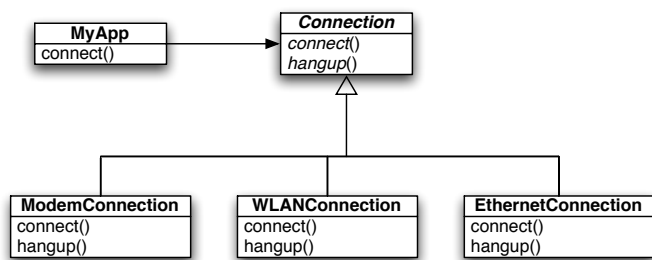 MyApp
connect()
Connection
connect()
hangup()
ModemConnection
connect()
hangup()
WLANConnection
connect()
hangup()
EthernetConnection
connect()
hangup()